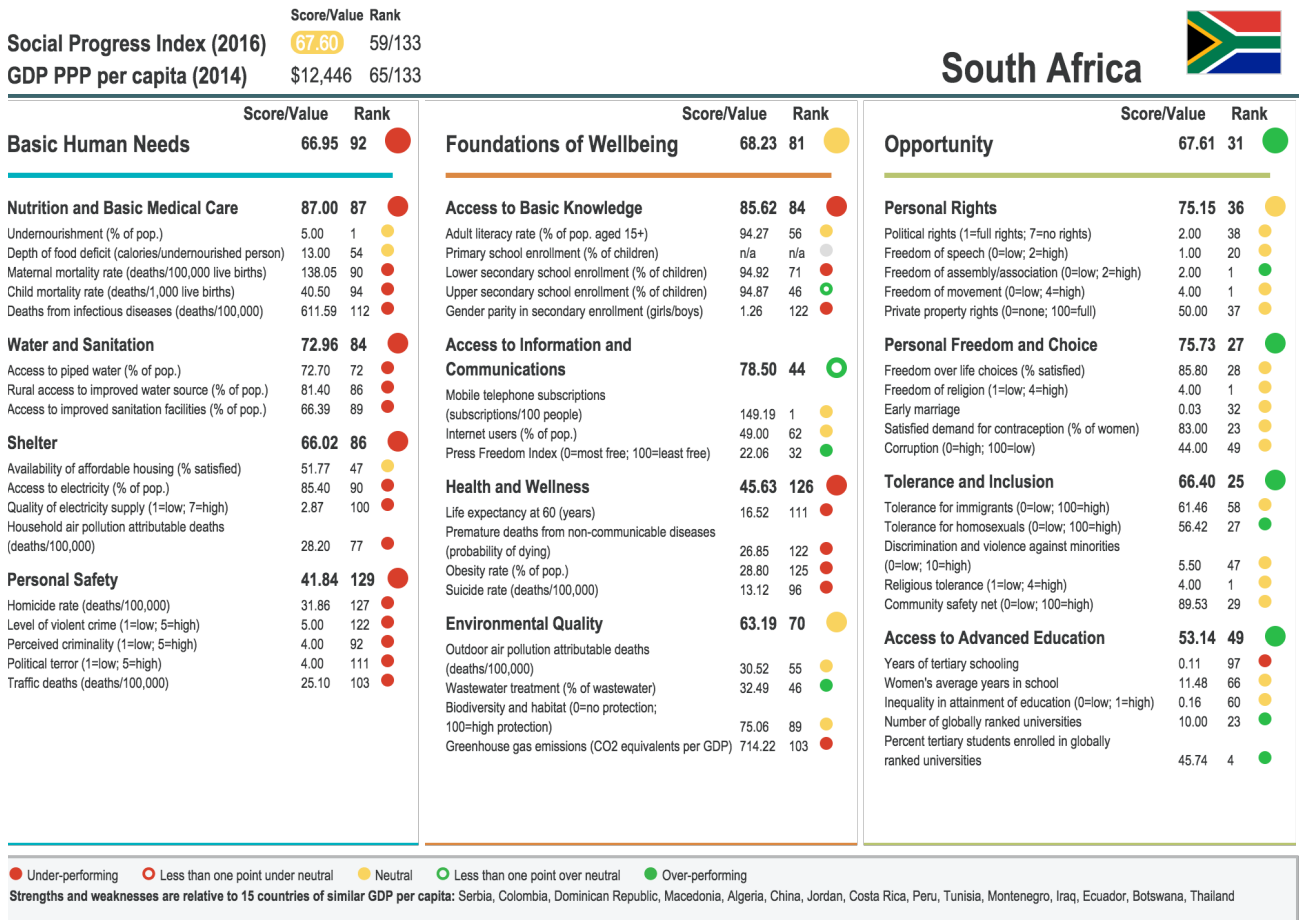 Score/Value Rank
Social Progress Index (2016) 67.60 59/133
GDP PPP per capita (2014) $12,446 65/133
South Africa
Score/Value Rank
Basic Human Needs 66.95 92
Nutrition and Basic Medical Care 87.00 87
Undernourishment (% of pop.) 5.00 1
Depth of food deficit (calories/undernourished person) 13.00 54
Maternal mortality rate (deaths/100,000 live births) 138.05 90
Child mortality rate (deaths/1,000 live births) 40.50 94
Deaths from infectious diseases (deaths/100,000) 611.59 112
Water and Sanitation 72.96 84
Access to piped water (% of pop.) 72.70 72
Rural access to improved water source (% of pop.) 81.40 86
Access to improved sanitation facilities (% of pop.) 66.39 89
Shelter 66.02 86
Availability of affordable housing (% satisfied) 51.77 47
Access to electricity (% of pop.) 85.40 90
Quality of electricity supply (1=low; 7=high) 2.87 100
Household air pollution attributable deaths
(deaths/100,000) 28.20 77
Personal Safety 41.84 129
Homicide rate (deaths/100,000) 31.86 127
Level of violent crime (1=low; 5=high) 5.00 122
Perceived criminality (1=low; 5=high) 4.00 92
Political terror (1=low; 5=high) 4.00 111
Traffic deaths (deaths/100,000) 25.10 103
Score/Value Rank
Foundations of Wellbeing 68.23 81
Access to Basic Knowledge 85.62 84
Adult literacy rate (% of pop. aged 15+) 94.27 56
Primary school enrollment (% of children) n/a n/a
Lower secondary school enrollment (% of children) 94.92 71
Upper secondary school enrollment (% of children) 94.87 46
Gender parity in secondary enrollment (girls/boys) 1.26 122
Access to Information and
Communications 78.50 44
Mobile telephone subscriptions
(subscriptions/100 people) 149.19 1
Internet users (% of pop.) 49.00 62
Press Freedom Index (0=most free; 100=least free) 22.06 32
Health and Wellness 45.63 126
Life expectancy at 60 (years) 16.52 111
Premature deaths from non-communicable diseases
(probability of dying) 26.85 122
Obesity rate (% of pop.) 28.80 125
Suicide rate (deaths/100,000) 13.12 96
Environmental Quality 63.19 70
Outdoor air pollution attributable deaths
(deaths/100,000) 30.52 55
Wastewater treatment (% of wastewater) 32.49 46
Biodiversity and habitat (0=no protection;
100=high protection) 75.06 89
Greenhouse gas emissions (CO2 equivalents per GDP) 714.22 103
Score/Value Rank
Opportunity 67.61 31
Personal Rights 75.15 36
Political rights (1=full rights; 7=no rights) 2.00 38
Freedom of speech (0=low; 2=high) 1.00 20
Freedom of assembly/association (0=low; 2=high) 2.00 1
Freedom of movement (0=low; 4=high) 4.00 1
Private property rights (0=none; 100=full) 50.00 37
Personal Freedom and Choice 75.73 27
Freedom over life choices (% satisfied) 85.80 28
Freedom of religion (1=low; 4=high) 4.00 1
Early marriage 0.03 32
Satisfied demand for contraception (% of women) 83.00 23
Corruption (0=high; 100=low) 44.00 49
Tolerance and Inclusion 66.40 25
Tolerance for immigrants (0=low; 100=high) 61.46 58
Tolerance for homosexuals (0=low; 100=high) 56.42 27
Discrimination and violence against minorities
(0=low; 10=high) 5.50 47
Religious tolerance (1=low; 4=high) 4.00 1
Community safety net (0=low; 100=high) 89.53 29
Access to Advanced Education 53.14 49
Years of tertiary schooling 0.11 97
Women's average years in school 11.48 66
Inequality in attainment of education (0=low; 1=high) 0.16 60
Number of globally ranked universities 10.00 23
Percent tertiary students enrolled in globally
ranked universities 45.74 4
Under-performing Less than one point under neutral Neutral Less than one point over neutral Over-performing
Strengths and weaknesses are relative to 15 countries of similar GDP per capita: Serbia, Colombia, Dominican Republic, Macedonia, Algeria, China, Jordan, Costa Rica, Peru, Tunisia, Montenegro, Iraq, Ecuador, Botswana, Thailand